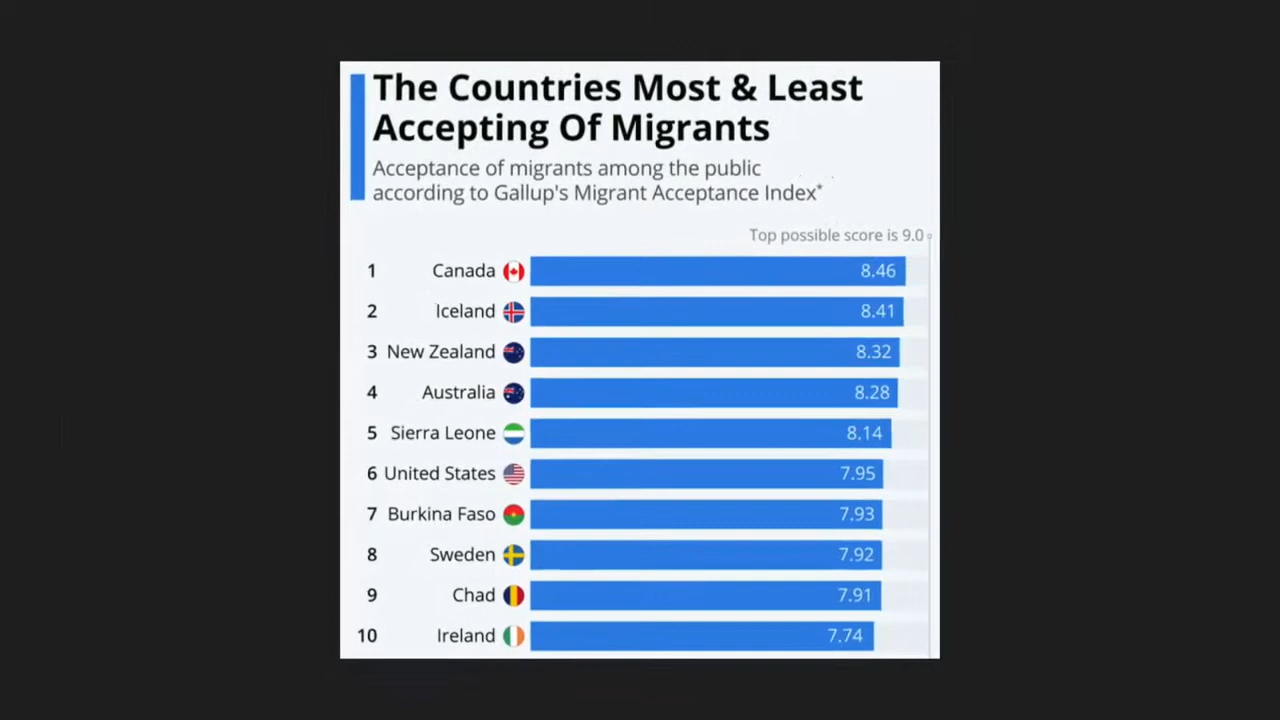 The Countries Most & Least
Accepting Of Migrants
Acceptance of migrants among the public
according to Gallup's Migrant Acceptance Index*
Top possible score is 9.0
1 Canada 8.46
2 Iceland 8.41
3 New Zealand 8.32
4 Australia 8.28
5 Sierra Leone 8.14
6 United States 7.95
7 Burkina Faso 7.93
8 Sweden 7.92
9 Chad 7.91
10 Ireland 7.74